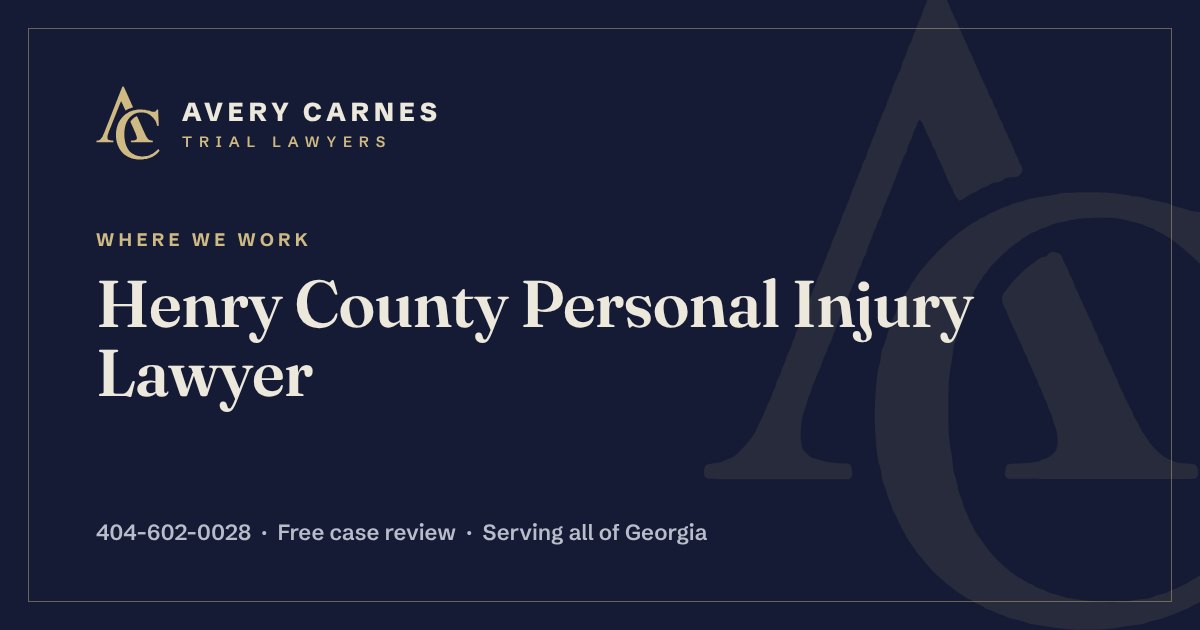 AVERY CARNES
TRIAL LAWYERS
WHERE WE WORK
Henry County Personal Injury
Lawyer
404-602-0028 · Free case review · Serving all of Georgia